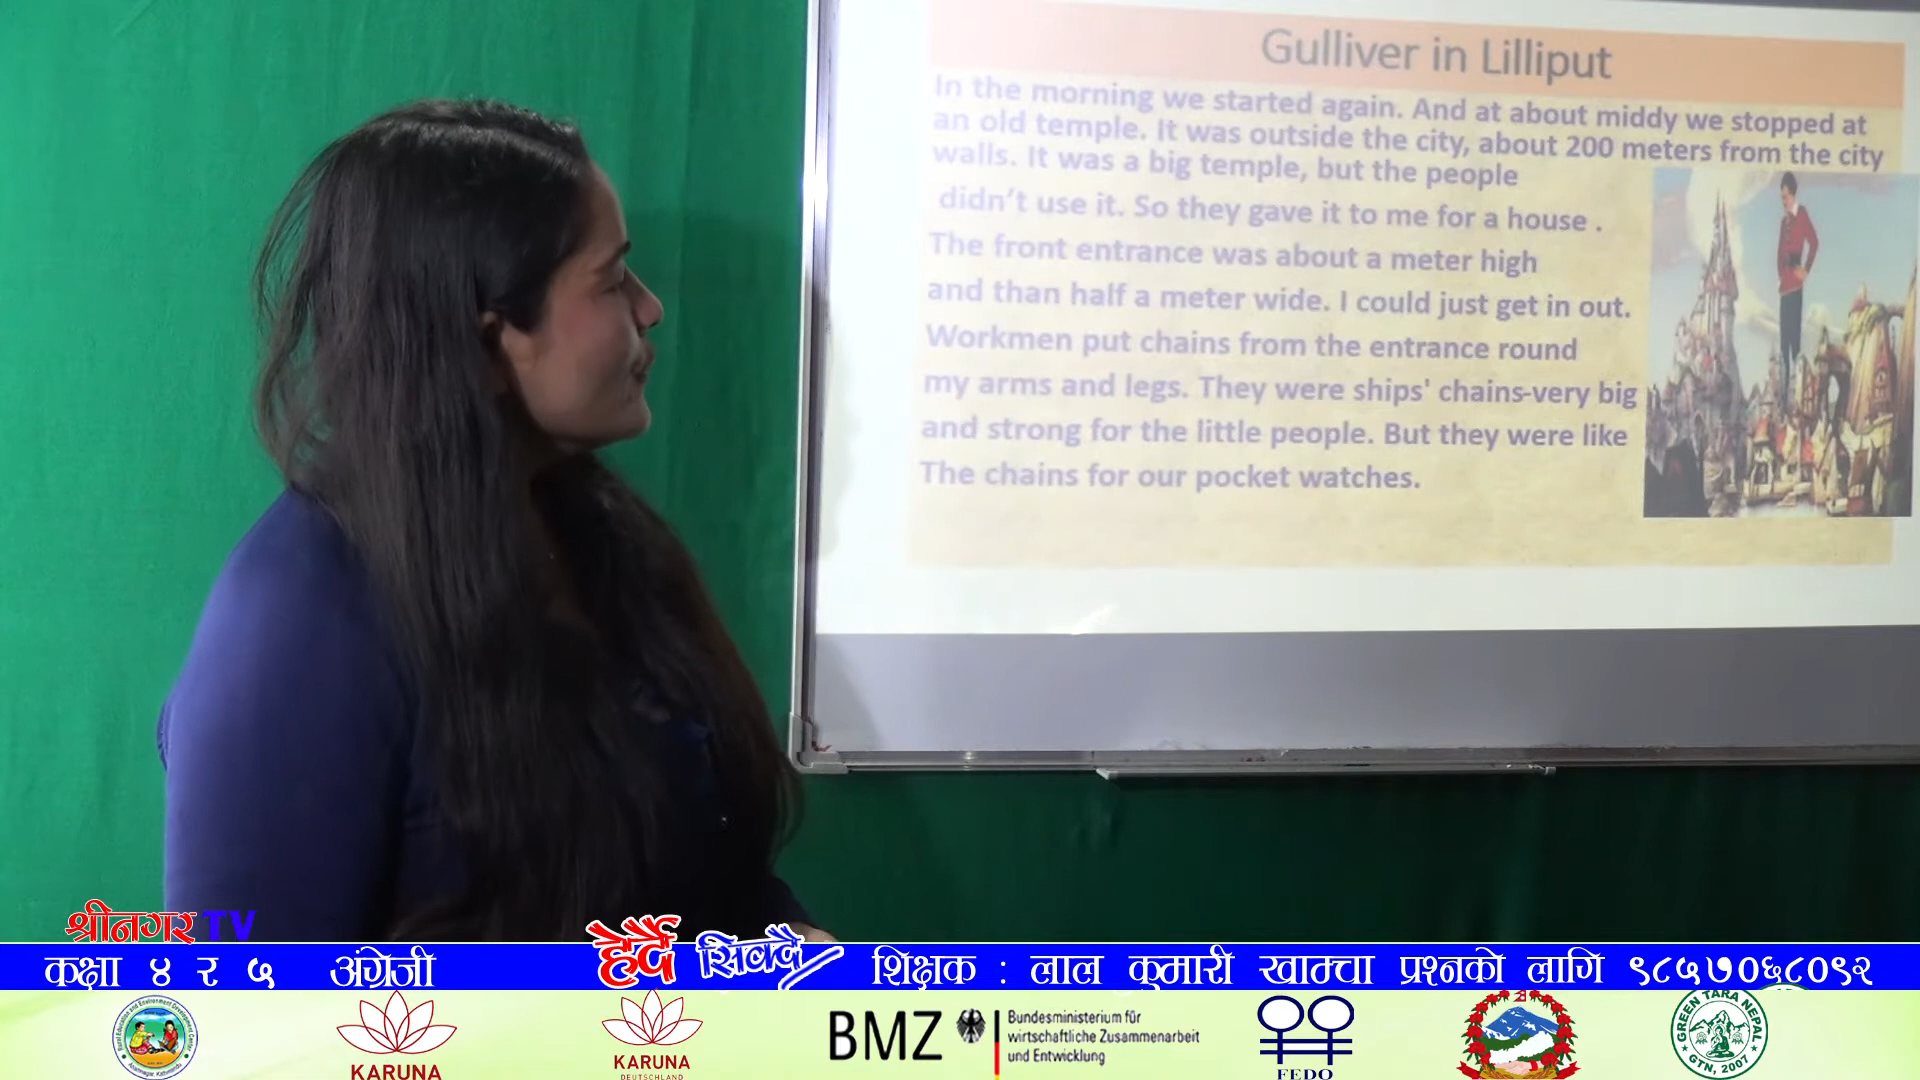 Gulliver in Lilliput
In the morning we started again. And at about middy we stopped at
an old temple. It was outside the city, about 200 meters from the city
walls. It was a big temple, but the people
didn't use it. So they gave it to me for a house .
The front entrance was about a meter high
and than half a meter wide. I could just get in out.
Workmen put chains from the entrance round
my arms and legs. They were ships' chains-very big
and strong for the little people. But they were like
The chains for our pocket watches.
श्रीनगर TV
हेर्दै सिक्दै
कक्षा ४ र ५ अंग्रेजी
शिक्षक : लाल कुमारी खाम्चा प्रश्नको लागि ९८५७०६८०९२
KARUNA
KARUNA
DEUTSCHLAND
BMZ
Bundesministerium für
wirtschaftliche Zusammenarbeit
und Entwicklung
FEDO
GREEN TARA NEPAL
GTN, 2007